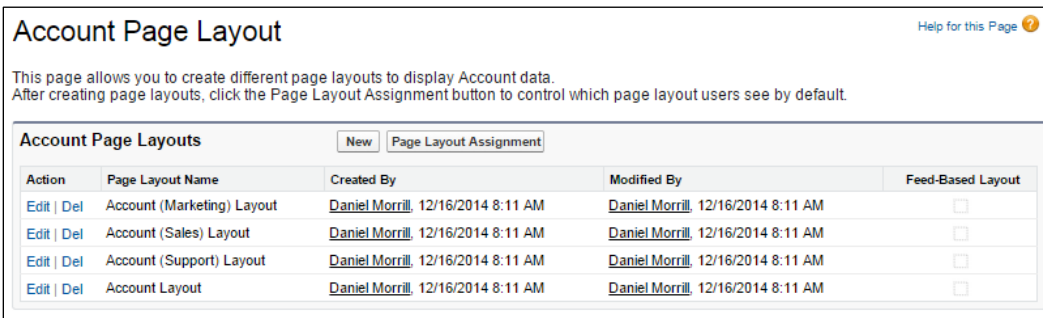 Account Page Layout
Help for this Page ?
This page allows you to create different page layouts to display Account data.
After creating page layouts, click the Page Layout Assignment button to control which page layout users see by default.
Account Page Layouts New Page Layout Assignment
Action Page Layout Name Created By Modified By Feed-Based Layout
Edit | Del Account (Marketing) Layout Daniel Morrill, 12/16/2014 8:11 AM Daniel Morrill, 12/16/2014 8:11 AM
Edit | Del Account (Sales) Layout Daniel Morrill, 12/16/2014 8:11 AM Daniel Morrill, 12/16/2014 8:11 AM
Edit | Del Account (Support) Layout Daniel Morrill, 12/16/2014 8:11 AM Daniel Morrill, 12/16/2014 8:11 AM
Edit | Del Account Layout Daniel Morrill, 12/16/2014 8:11 AM Daniel Morrill, 12/16/2014 8:11 AM